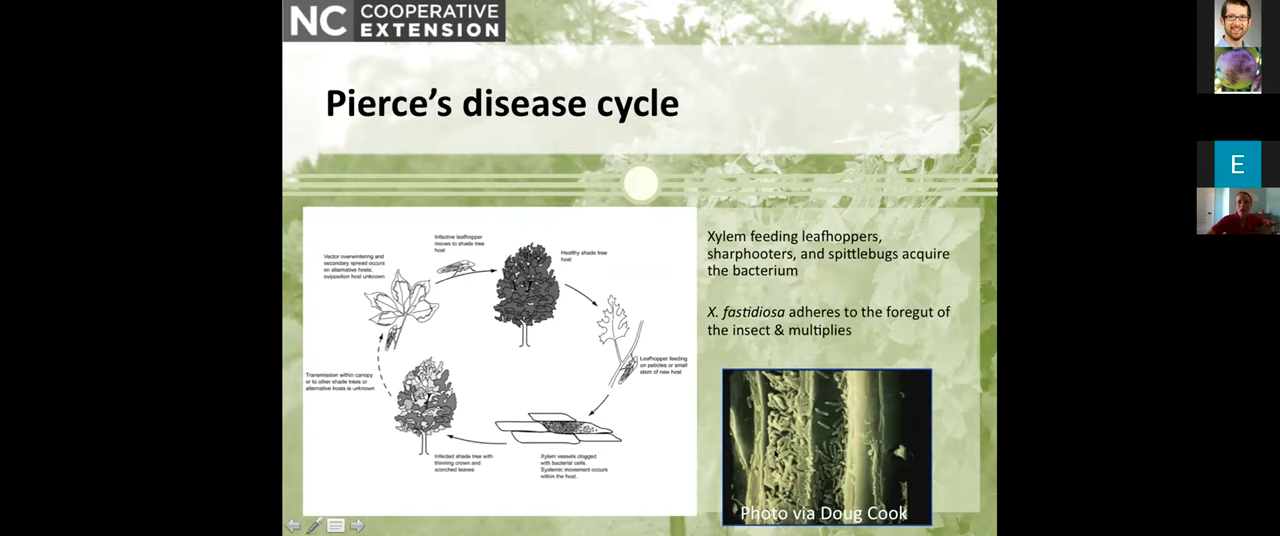 NC COOPERATIVE
EXTENSION
Pierce's disease cycle
Infective leafhopper
moves to shade tree
host
Healthy shade tree
host
Vector overwintering and
secondary spread occurs
on alternative hosts;
oviposition host unknown
Leafhopper feeding
on petioles or small
stem of new host
Transmission within canopy
or to other shade trees or
alternative hosts is unknown
Infected shade tree with
thinning crown and
scorched leaves
Xylem vessels clogged
with bacterial cells.
Systemic movement occurs
within the host.
Xylem feeding leafhoppers,
sharphooters, and spittlebugs acquire
the bacterium
X. fastidiosa adheres to the foregut of
the insect & multiplies
Photo via Doug Cook
E